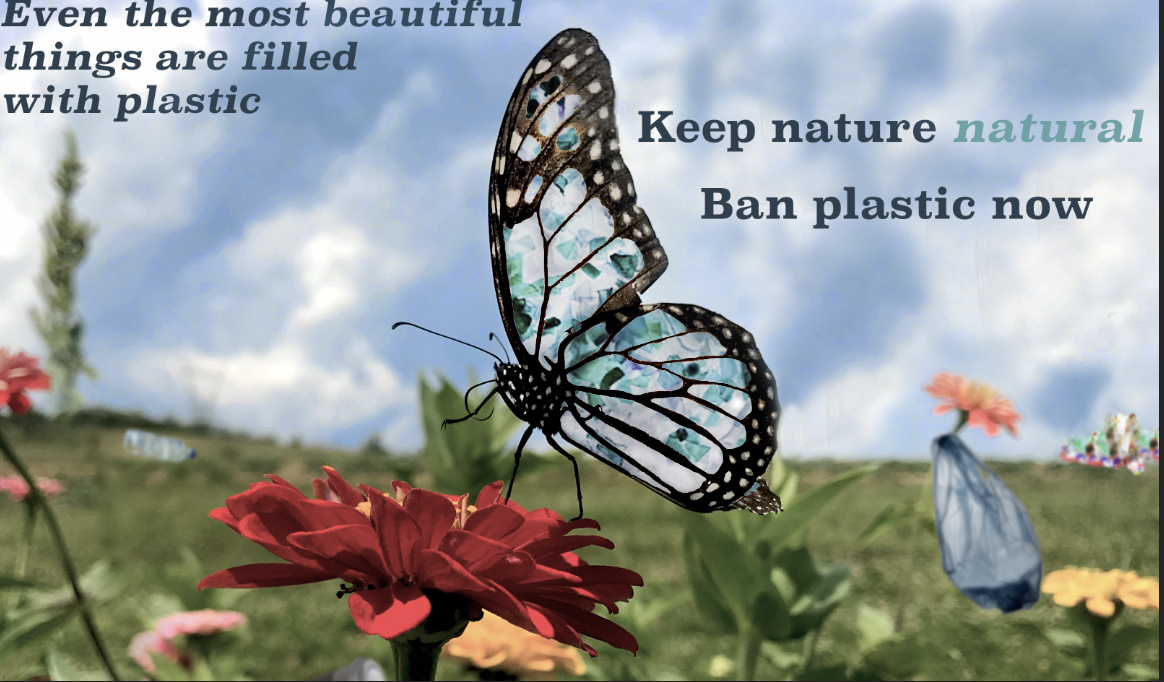 Even the most beautiful
things are filled
with plastic
Keep nature natural
Ban plastic now